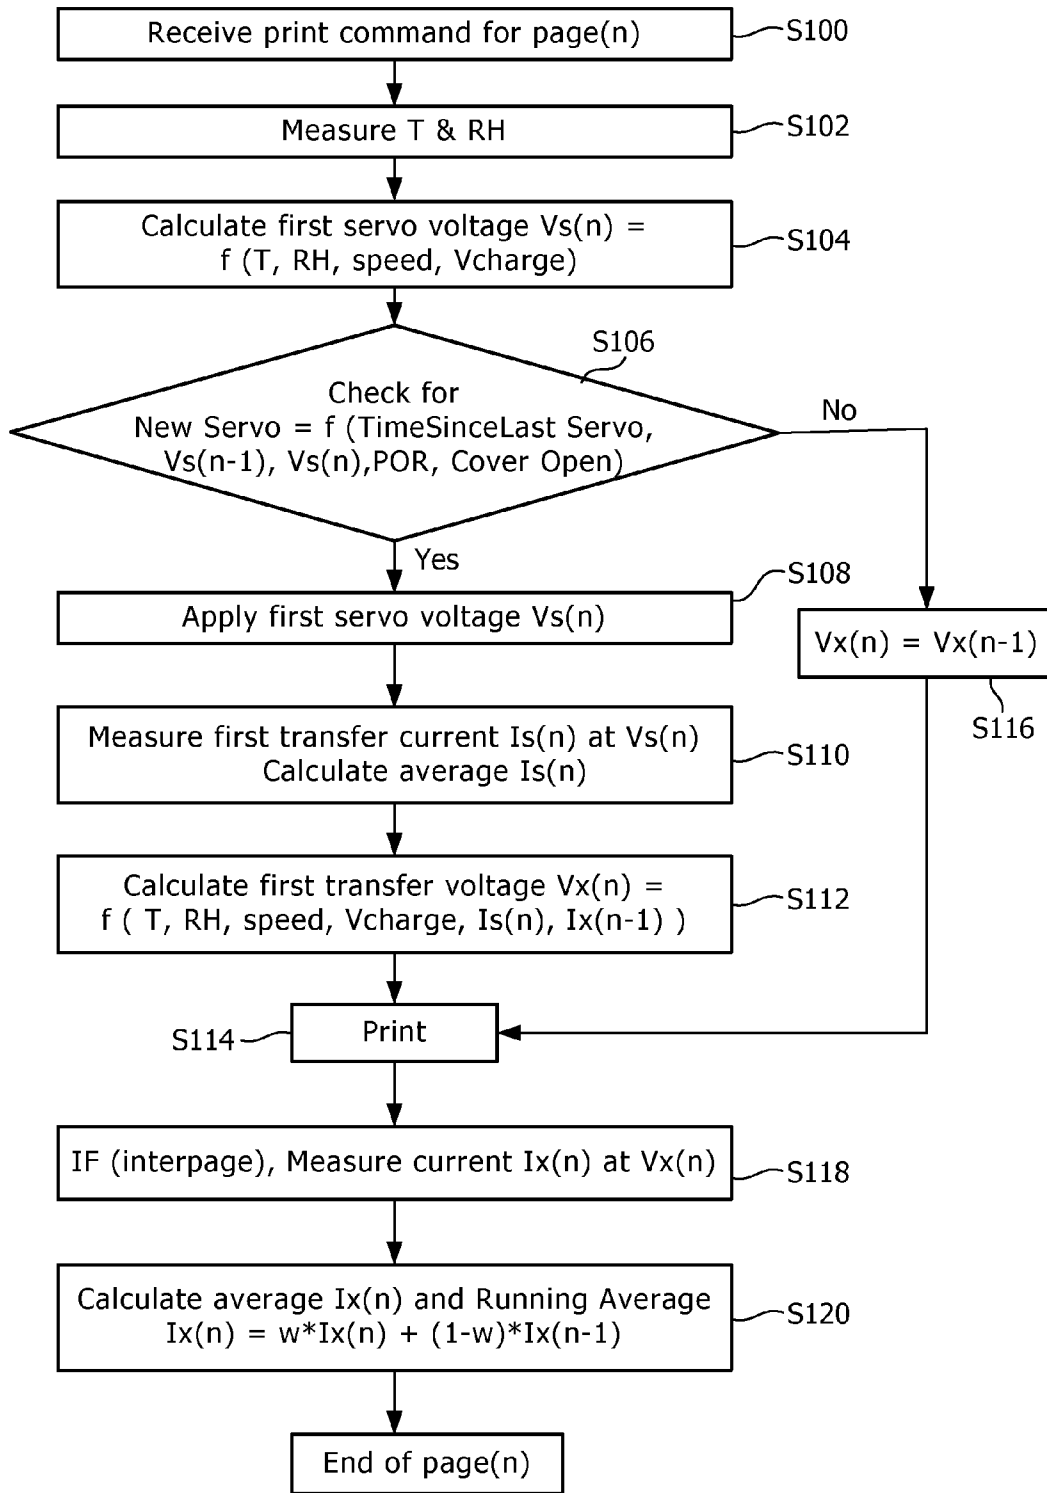 Receive print command for page(n)
S100
Measure T & RH
S102
Calculate first servo voltage Vs(n) =
f (T, RH, speed, Vcharge)
S104
S106
Check for
New Servo = f (TimeSinceLast Servo,
Vs(n-1), Vs(n),POR, Cover Open)
No
Yes
S108
Apply first servo voltage Vs(n)
Vx(n) = Vx(n-1)
S116
Measure first transfer current Is(n) at Vs(n)
Calculate average Is(n)
S110
Calculate first transfer voltage Vx(n) =
f ( T, RH, speed, Vcharge, Is(n), Ix(n-1) )
S112
Print
S114
IF (interpage), Measure current Ix(n) at Vx(n)
S118
Calculate average Ix(n) and Running Average
Ix(n) = w*Ix(n) + (1-w)*Ix(n-1)
S120
End of page(n)